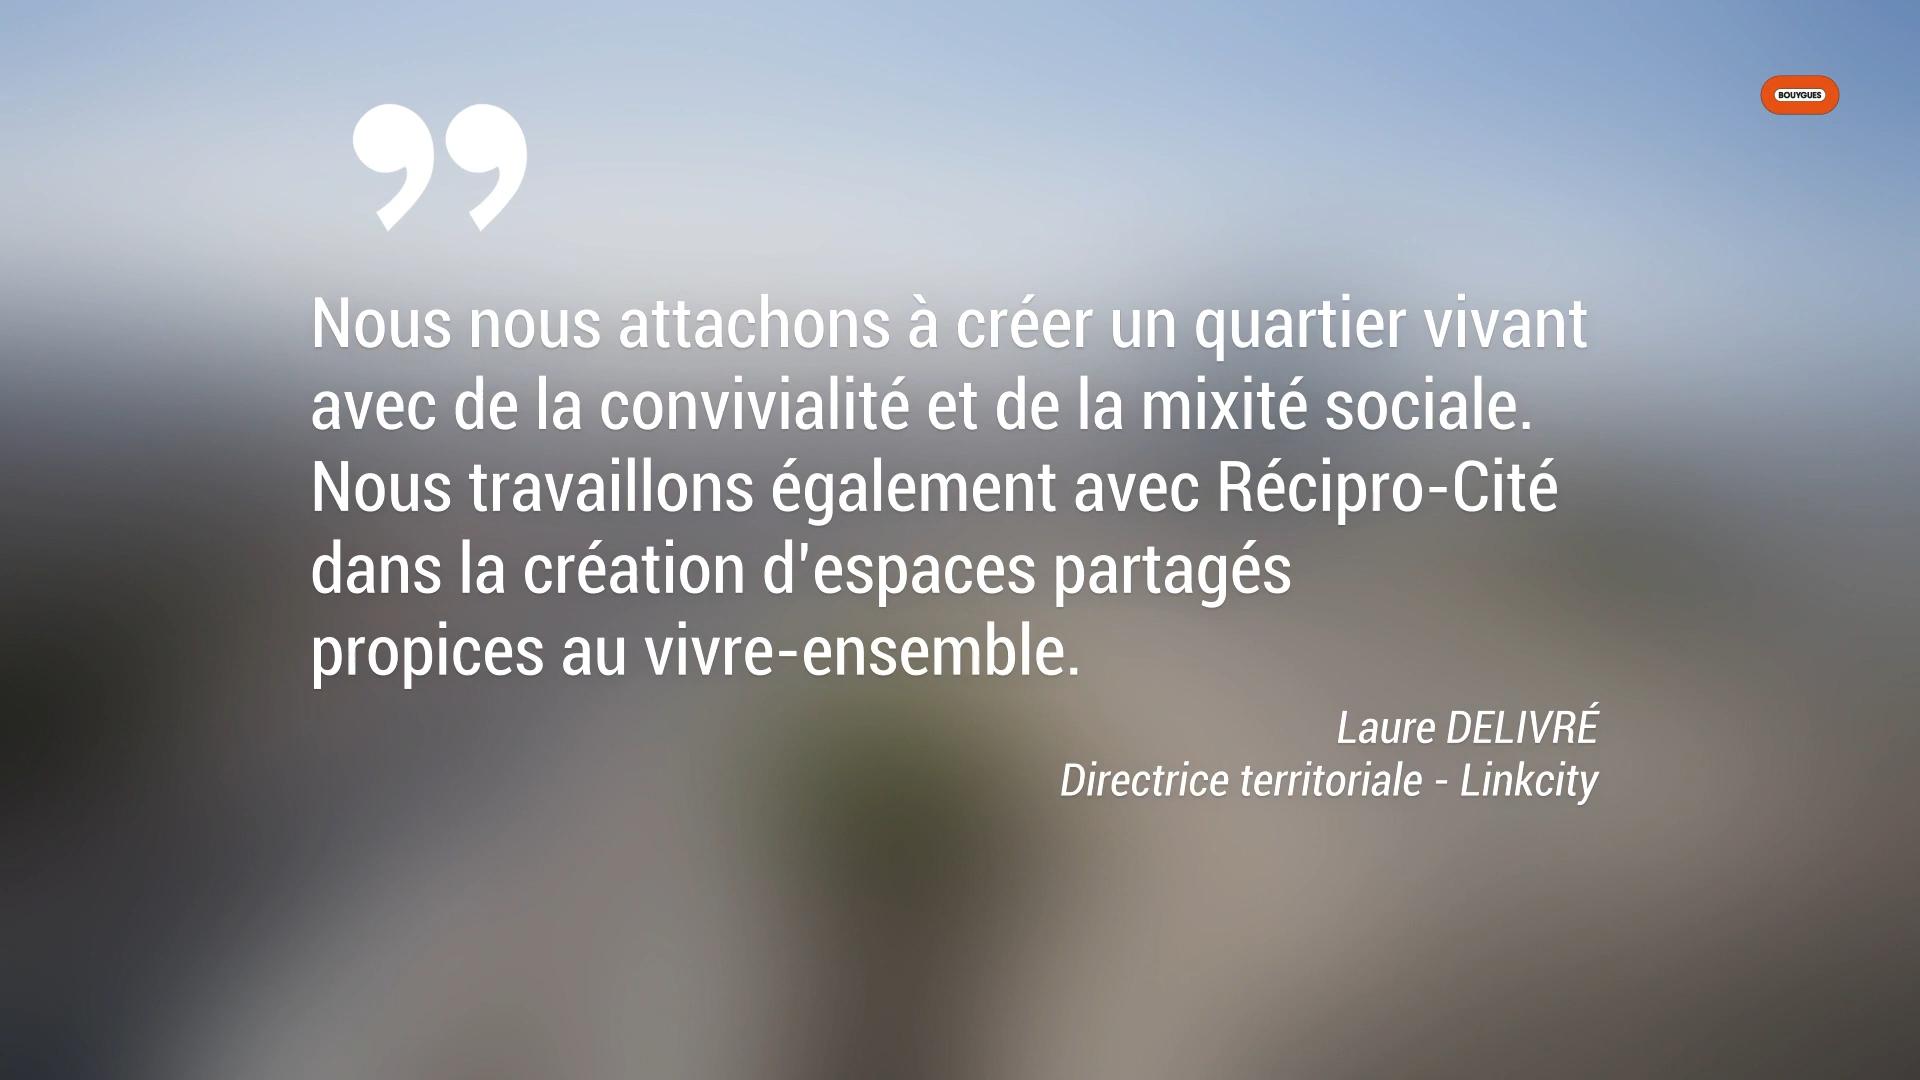 BOUYGUES
”
Nous nous attachons à créer un quartier vivant
avec de la convivialité et de la mixité sociale.
Nous travaillons également avec Récipro-Cité
dans la création d'espaces partagés
propices au vivre-ensemble.
Laure DELIVRÉ
Directrice territoriale - Linkcity